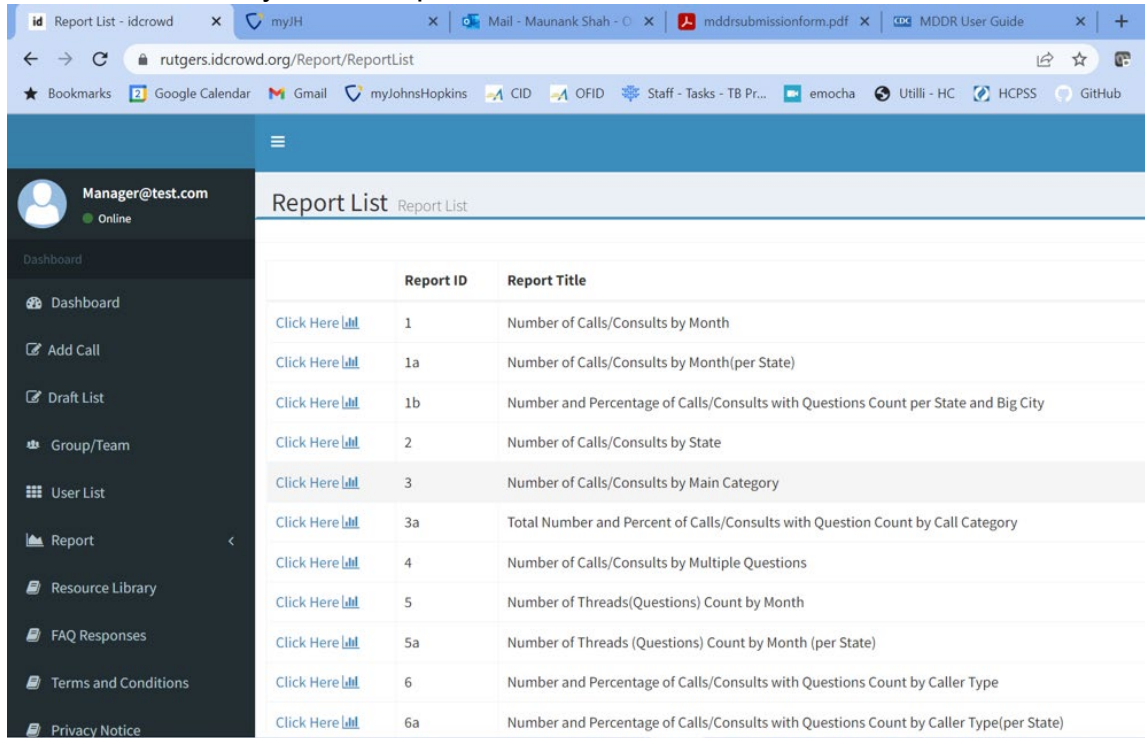 id Report List - idcrowd
myJH
Mail - Maunank Shah - O
mddrsubmissionform.pdf
CDC MDDR User Guide
rutgers.idcrowd.org/Report/ReportList
Bookmarks 2 Google Calendar Gmail myJohnsHopkins CID OFID Staff - Tasks - TB Pr... emocha Utilli - HC HCPSS GitHub
Manager@test.com
Online
Dashboard
Dashboard
Add Call
Draft List
Group/Team
User List
Report
Resource Library
FAQ Responses
Terms and Conditions
Privacy Notice
Report List Report List
Report ID Report Title
Click Here 1 Number of Calls/Consults by Month
Click Here 1a Number of Calls/Consults by Month(per State)
Click Here 1b Number and Percentage of Calls/Consults with Questions Count per State and Big City
Click Here 2 Number of Calls/Consults by State
Click Here 3 Number of Calls/Consults by Main Category
Click Here 3a Total Number and Percent of Calls/Consults with Question Count by Call Category
Click Here 4 Number of Calls/Consults by Multiple Questions
Click Here 5 Number of Threads(Questions) Count by Month
Click Here 5a Number of Threads (Questions) Count by Month (per State)
Click Here 6 Number and Percentage of Calls/Consults with Questions Count by Caller Type
Click Here 6a Number and Percentage of Calls/Consults with Questions Count by Caller Type(per State)